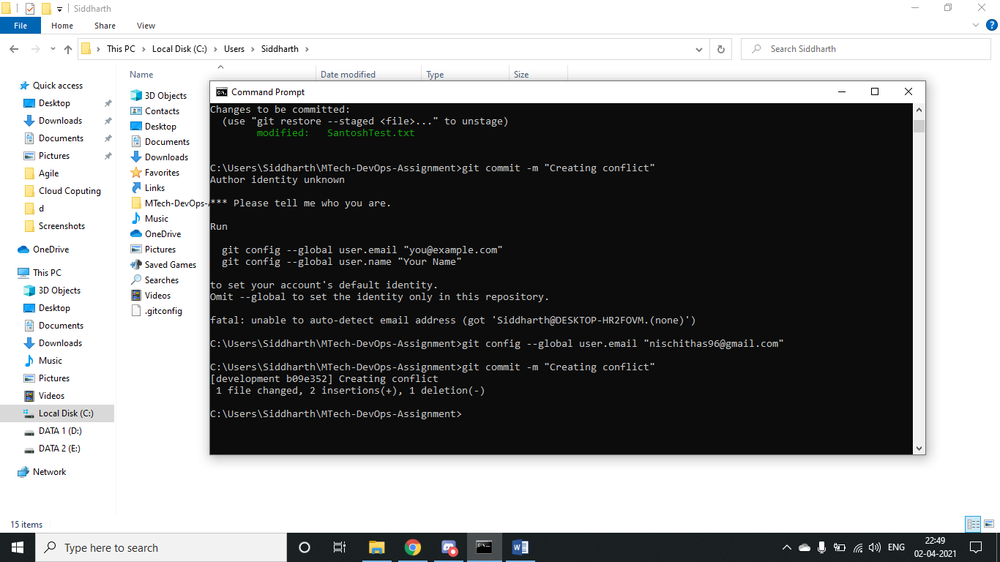 Siddharth
File Home Share View
This PC Local Disk (C:) Users Siddharth
Search Siddharth
Name Date modified Type Size
Quick access
Desktop
Downloads
Documents
Pictures
Agile
Cloud Coputing
d
Screenshots
OneDrive
This PC
3D Objects
Desktop
Documents
Downloads
Music
Pictures
Videos
Local Disk (C:)
DATA 1 (D:)
DATA 2 (E:)
Network
3D Objects
Contacts
Desktop
Documents
Downloads
Favorites
Links
MTech-DevOps-
Music
OneDrive
Pictures
Saved Games
Searches
Videos
.gitconfig
Command Prompt
Changes to be committed:
(use "git restore --staged <file>..." to unstage)
modified: SantoshTest.txt
C:\Users\Siddharth\MTech-DevOps-Assignment>git commit -m "Creating conflict"
Author identity unknown
*** Please tell me who you are.
Run
git config --global user.email "you@example.com"
git config --global user.name "Your Name"
to set your account's default identity.
Omit --global to set the identity only in this repository.
fatal: unable to auto-detect email address (got 'Siddharth@DESKTOP-HR2FOVM.(none)')
C:\Users\Siddharth\MTech-DevOps-Assignment>git config --global user.email "nischithas96@gmail.com"
C:\Users\Siddharth\MTech-DevOps-Assignment>git commit -m "Creating conflict"
[development b09e352] Creating conflict
1 file changed, 2 insertions(+), 1 deletion(-)
C:\Users\Siddharth\MTech-DevOps-Assignment>
15 items
Type here to search
ENG
22:49
02-04-2021